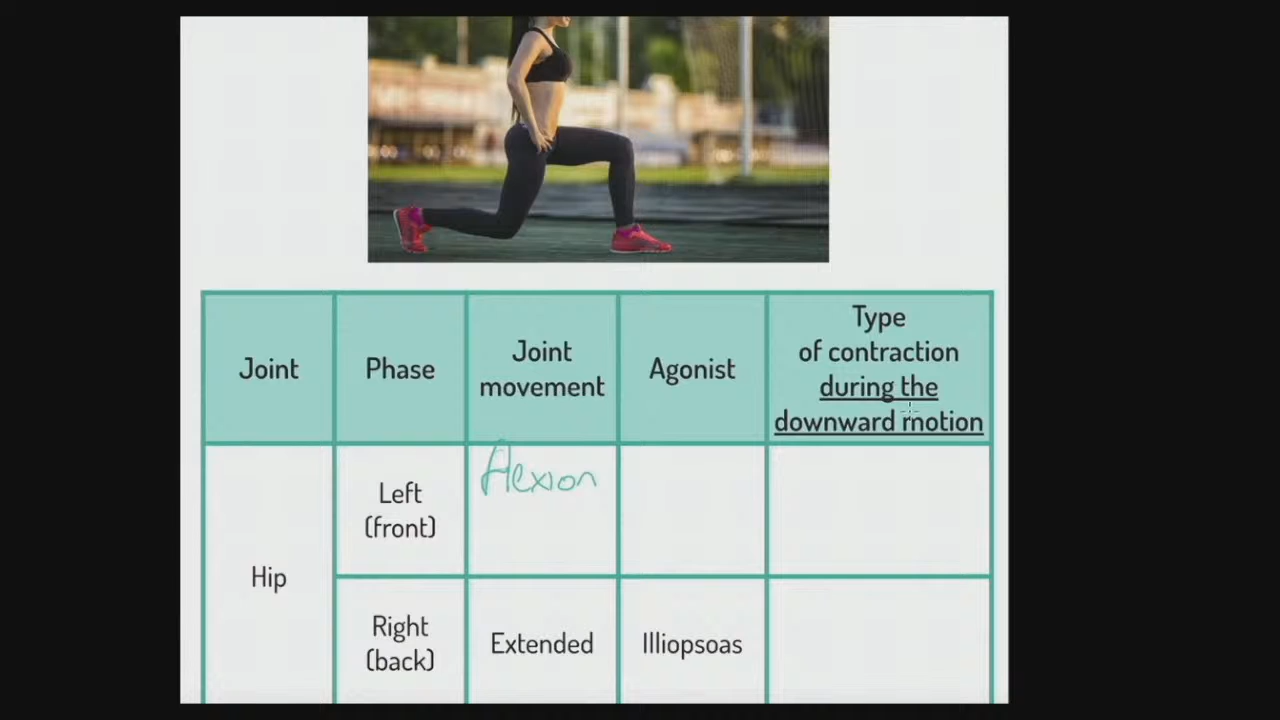 Joint
Phase
Joint
movement
Agonist
Type
of contraction
during the
downward motion
Hip
Left
(front)
flexion
Right
(back)
Extended
Illiopsoas